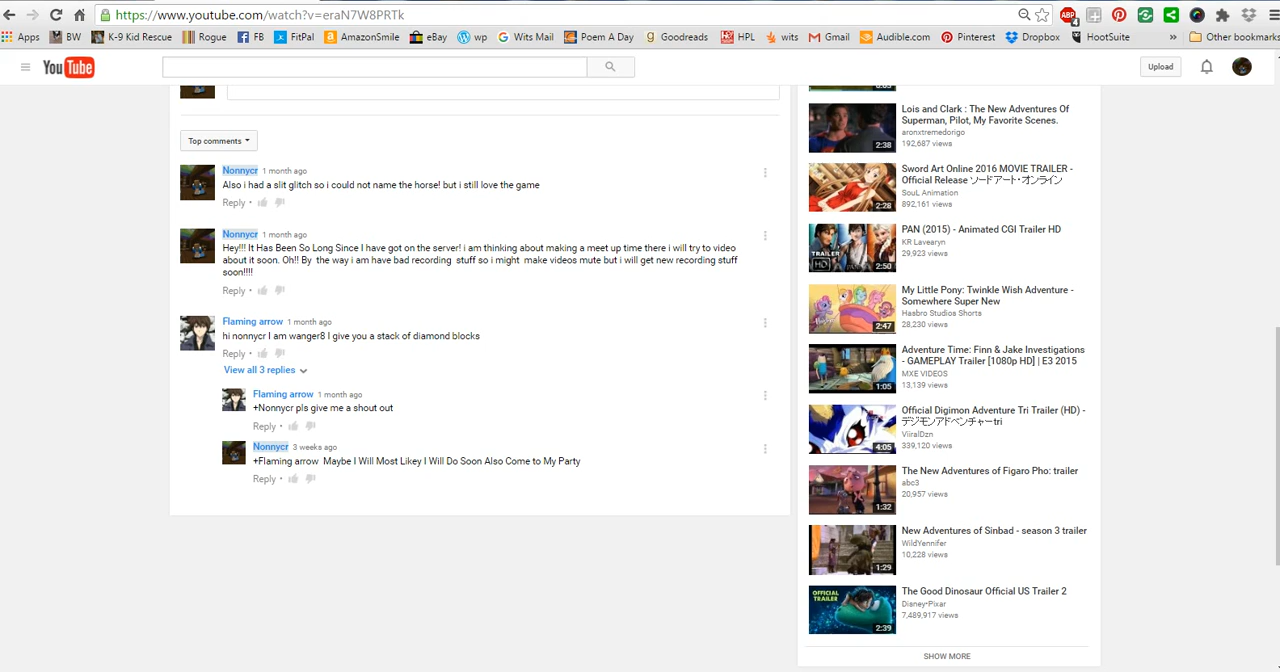 https://www.youtube.com/watch?v=eraN7W8PRTk
ABP
4
Apps BW K-9 Kid Rescue Rogue FB FitPal AmazonSmile eBay wp Wits Mail Poem A Day Goodreads HPL wits Gmail Audible.com Pinterest Dropbox HootSuite » Other bookmarks
YouTube
Upload
Top comments
Nonnycr 1 month ago
Also i had a slit glitch so i could not name the horse! but i still love the game
Reply •
Nonnycr 1 month ago
Hey!!! It Has Been So Long Since I have got on the server! i am thinking about making a meet up time there i will try to video
about it soon. Oh!! By the way i am have bad recording stuff so i might make videos mute but i will get new recording stuff
soon!!!!
Reply •
Flaming arrow 1 month ago
hi nonnycr I am wanger8 I give you a stack of diamond blocks
Reply •
View all 3 replies
Flaming arrow 1 month ago
+Nonnycr pls give me a shout out
Reply •
Nonnycr 3 weeks ago
+Flaming arrow Maybe I Will Most Likey I Will Do Soon Also Come to My Party
Reply •
Lois and Clark : The New Adventures Of
Superman, Pilot, My Favorite Scenes.
aronxtremedorigo
192,687 views
2:38
Sword Art Online 2016 MOVIE TRAILER -
Official Release ソードアート・オンライン
SouL Animation
892,161 views
2:28
PAN (2015) - Animated CGI Trailer HD
KR Lavearyn
29,923 views
TRAILER
HD
2:50
My Little Pony: Twinkle Wish Adventure -
Somewhere Super New
Hasbro Studios Shorts
28,230 views
2:47
Adventure Time: Finn & Jake Investigations
- GAMEPLAY Trailer [1080p HD] | E3 2015
MXE VIDEOS
13,139 views
1:05
Official Digimon Adventure Tri Trailer (HD) -
デジモンアドベンチャーtri
ViiralDzn
339,120 views
4:05
The New Adventures of Figaro Pho: trailer
abc3
20,957 views
1:32
New Adventures of Sinbad - season 3 trailer
WildYennifer
10,228 views
1:29
The Good Dinosaur Official US Trailer 2
Disney•Pixar
7,489,917 views
OFFICIAL
TRAILER
2:39
SHOW MORE